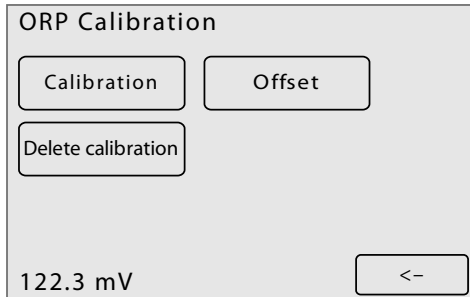 ORP Calibration
Calibration Offset
Delete calibration
122.3 mV <–